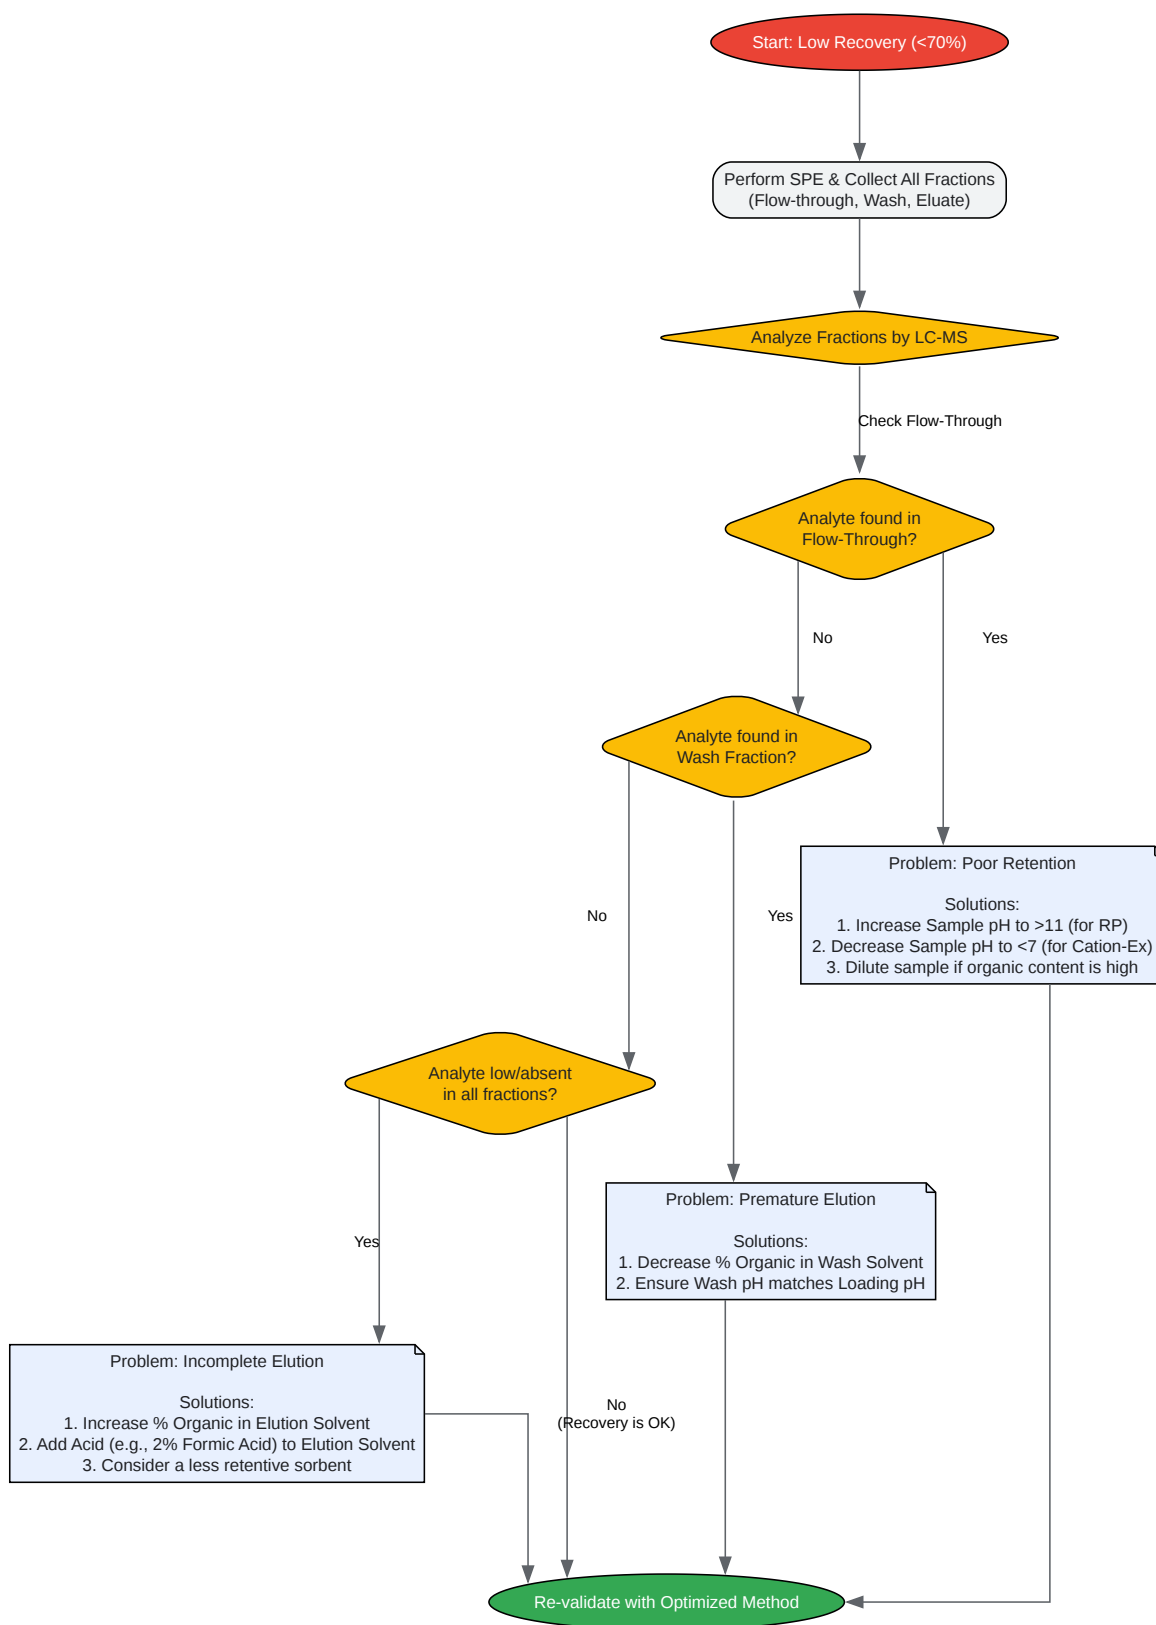 Start: Low Recovery (<70%)
Perform SPE & Collect All Fractions
(Flow-through, Wash, Eluate)
Analyze Fractions by LC-MS
Check Flow-Through
Analyte found in
Flow-Through?
No
Yes
Analyte found in
Wash Fraction?
Problem: Poor Retention
Solutions:
1. Increase Sample pH to >11 (for RP)
2. Decrease Sample pH to <7 (for Cation-Ex)
3. Dilute sample if organic content is high
No
Yes
Analyte low/absent
in all fractions?
Problem: Premature Elution
Solutions:
1. Decrease % Organic in Wash Solvent
2. Ensure Wash pH matches Loading pH
Yes
Problem: Incomplete Elution
Solutions:
1. Increase % Organic in Elution Solvent
2. Add Acid (e.g., 2% Formic Acid) to Elution Solvent
3. Consider a less retentive sorbent
No
(Recovery is OK)
Re-validate with Optimized Method